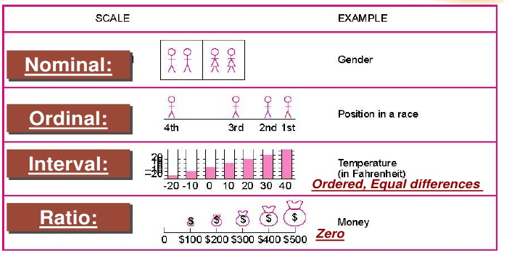 SCALE EXAMPLE
Nominal: Gender
Ordinal: Position in a race
4th 3rd 2nd 1st
Interval: Temperature
(in Fahrenheit)
-20 -10 0 10 20 30 40
Ordered, Equal differences
Ratio: Money
$ $ $ $ $
Zero
0 $100 $200 $300 $400 $500